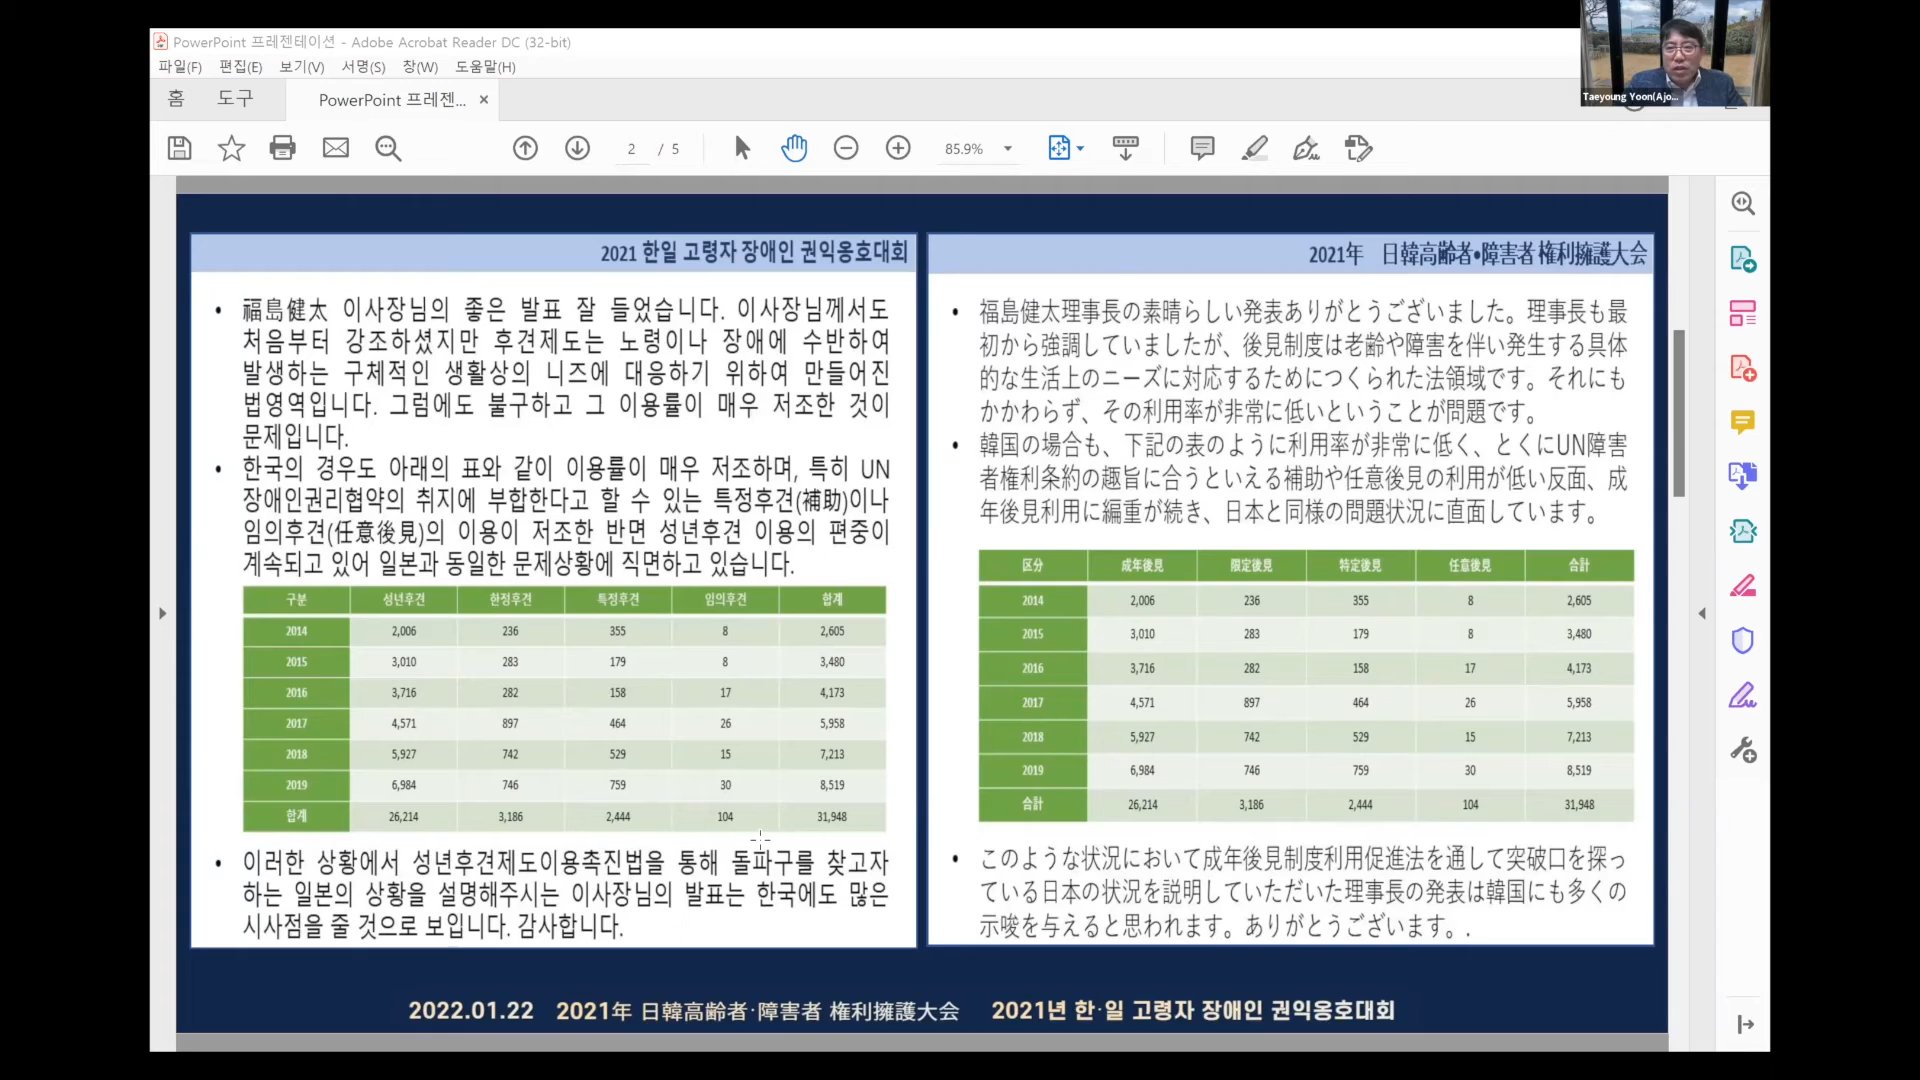 PowerPoint 프레젠테이션 - Adobe Acrobat Reader DC (32-bit)
파일(F) 편집(E) 보기(V) 서명(S) 창(W) 도움말(H)
홈 도구 PowerPoint 프레젠... ×
2 / 5 85.9%
Taeyoung Yoon(Ajo...
2021 한일 고령자 장애인 권익옹호대회
• 福島健太 이사장님의 좋은 발표 잘 들었습니다. 이사장님께서도
처음부터 강조하셨지만 후견제도는 노령이나 장애에 수반하여
발생하는 구체적인 생활상의 니즈에 대응하기 위하여 만들어진
법영역입니다. 그럼에도 불구하고 그 이용률이 매우 저조한 것이
문제입니다.
• 한국의 경우도 아래의 표와 같이 이용률이 매우 저조하며, 특히 UN
장애인권리협약의 취지에 부합한다고 할 수 있는 특정후견(補助)이나
임의후견(任意後見)의 이용이 저조한 반면 성년후견 이용의 편중이
계속되고 있어 일본과 동일한 문제상황에 직면하고 있습니다.
구분 성년후견 한정후견 특정후견 임의후견 합계
2014 2,006 236 355 8 2,605
2015 3,010 283 179 8 3,480
2016 3,716 282 158 17 4,173
2017 4,571 897 464 26 5,958
2018 5,927 742 529 15 7,213
2019 6,984 746 759 30 8,519
합계 26,214 3,186 2,444 104 31,948
• 이러한 상황에서 성년후견제도이용촉진법을 통해 돌파구를 찾고자
하는 일본의 상황을 설명해주시는 이사장님의 발표는 한국에도 많은
시사점을 줄 것으로 보입니다. 감사합니다.
2021年 日韓高齢者•障害者 権利擁護大会
• 福島健太理事長の素晴らしい発表ありがとうございました。理事長も最
初から強調していましたが、後見制度は老齢や障害を伴い発生する具体
的な生活上のニーズに対応するためにつくられた法領域です。それにも
かかわらず、その利用率が非常に低いということが問題です。
• 韓国の場合も、下記の表のように利用率が非常に低く、とくにUN障害
者権利条約の趣旨に合うといえる補助や任意後見の利用が低い反面、成
年後見利用に編重が続き、日本と同様の問題状況に直面しています。
区分 成年後見 限定後見 特定後見 任意後見 合計
2014 2,006 236 355 8 2,605
2015 3,010 283 179 8 3,480
2016 3,716 282 158 17 4,173
2017 4,571 897 464 26 5,958
2018 5,927 742 529 15 7,213
2019 6,984 746 759 30 8,519
合計 26,214 3,186 2,444 104 31,948
• このような状況において成年後見制度利用促進法を通して突破口を探っ
ている日本の状況を説明していただいた理事長の発表は韓国にも多くの
示唆を与えると思われます。ありがとうございます。.
2022.01.22 2021年 日韓高齢者·障害者 権利擁護大会 2021년 한·일 고령자 장애인 권익옹호대회